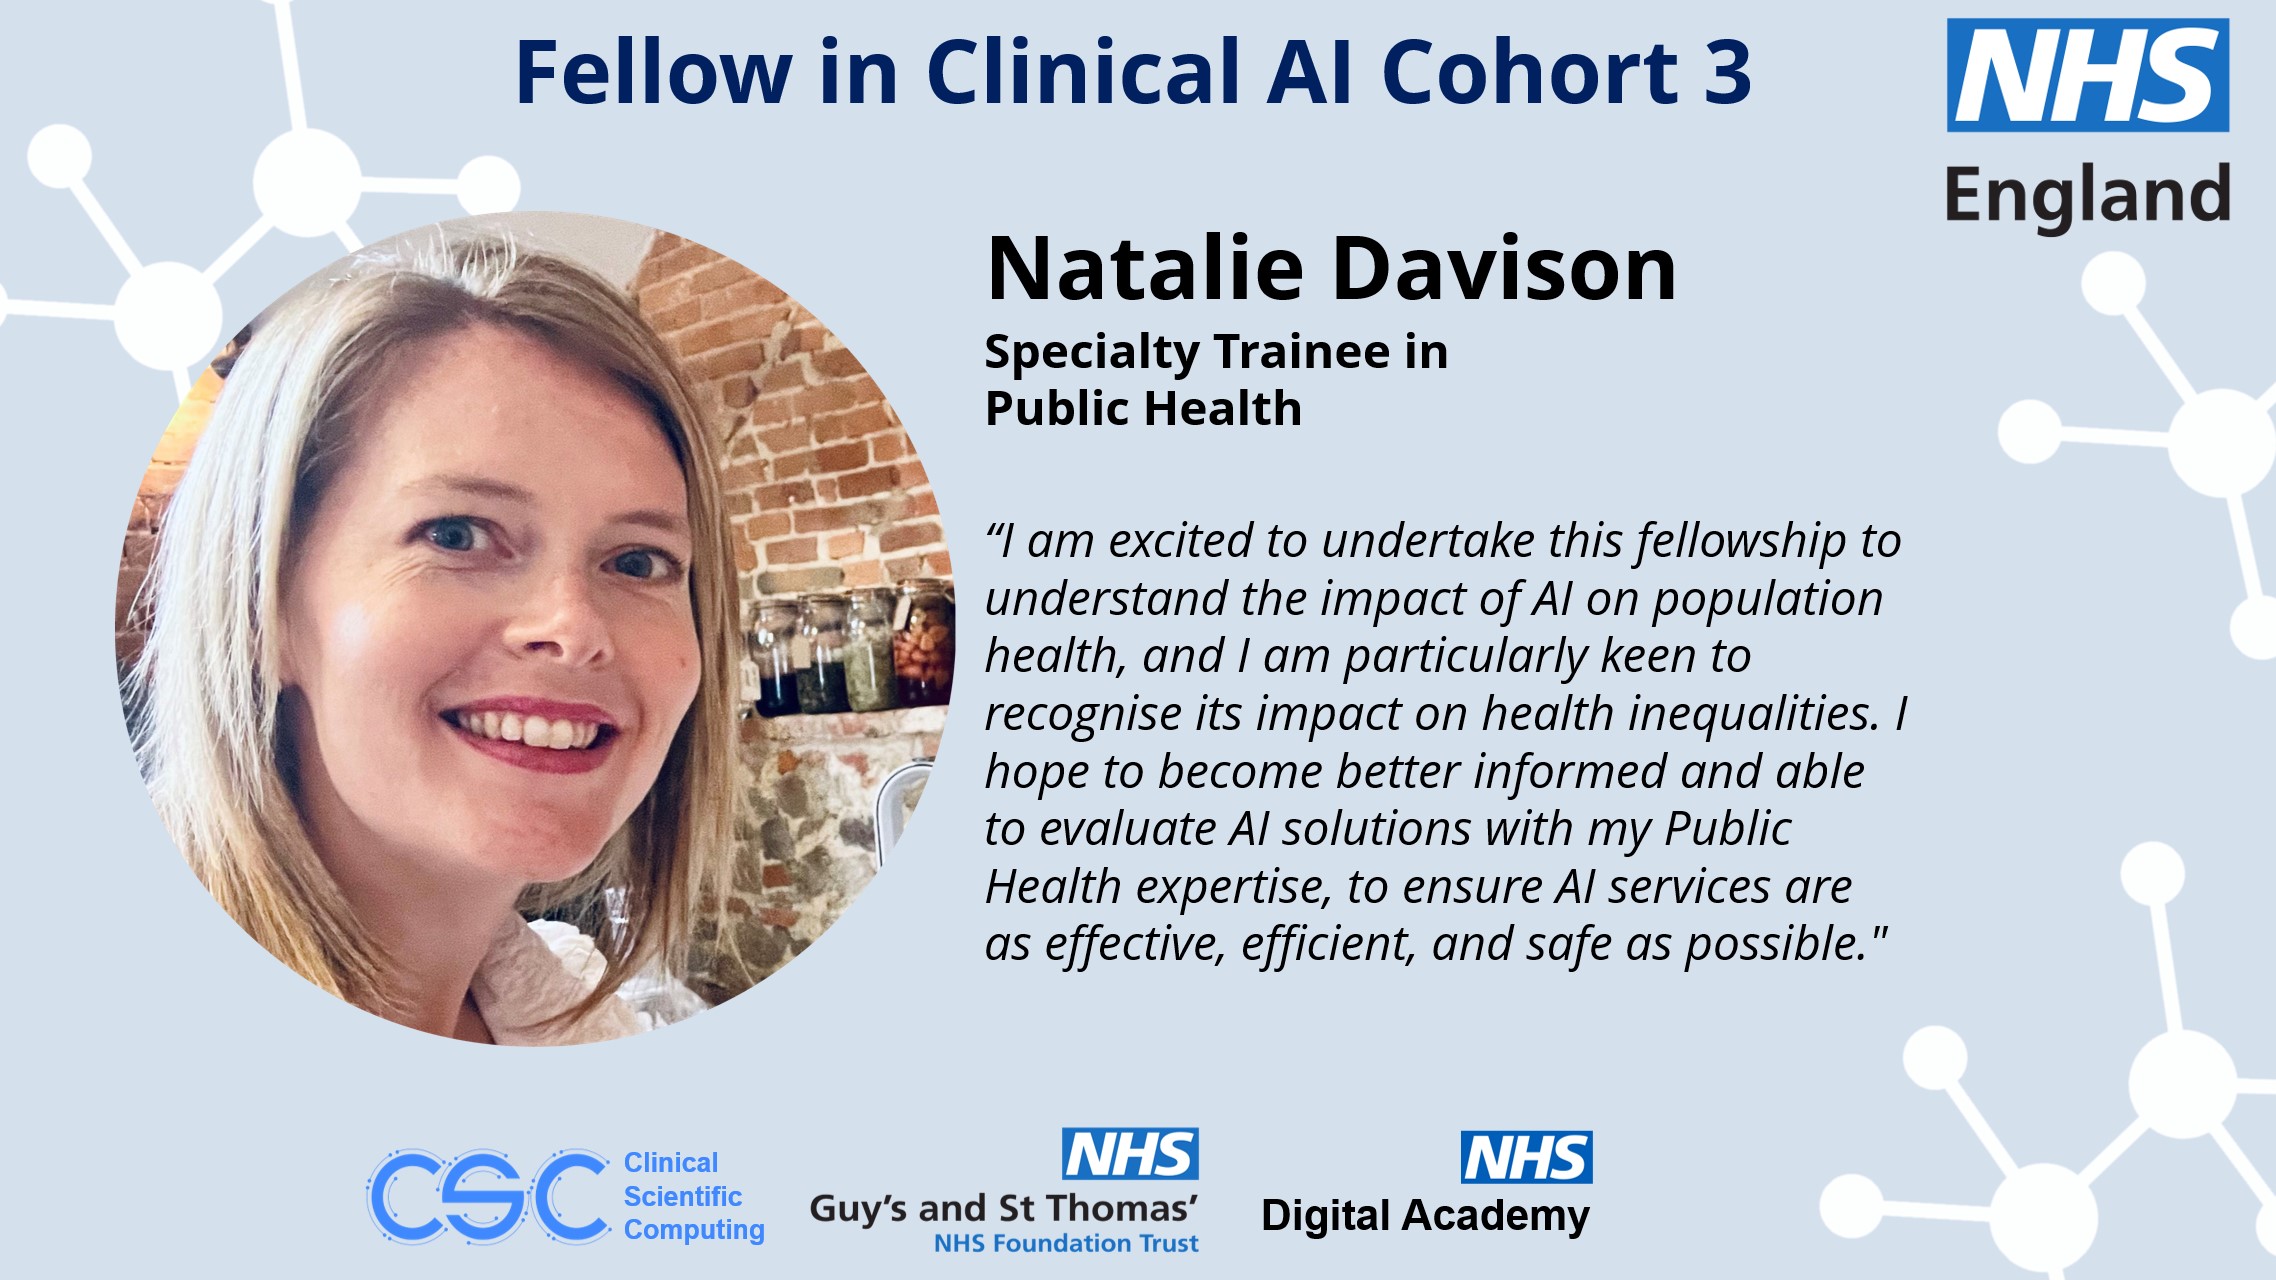 Fellow in Clinical AI Cohort 3
NHS
England
Natalie Davison
Specialty Trainee in
Public Health
“I am excited to undertake this fellowship to
understand the impact of AI on population
health, and I am particularly keen to
recognise its impact on health inequalities. I
hope to become better informed and able
to evaluate AI solutions with my Public
Health expertise, to ensure AI services are
as effective, efficient, and safe as possible."
CSC
Clinical
Scientific
Computing
NHS
Guy’s and St Thomas’
NHS Foundation Trust
NHS
Digital Academy